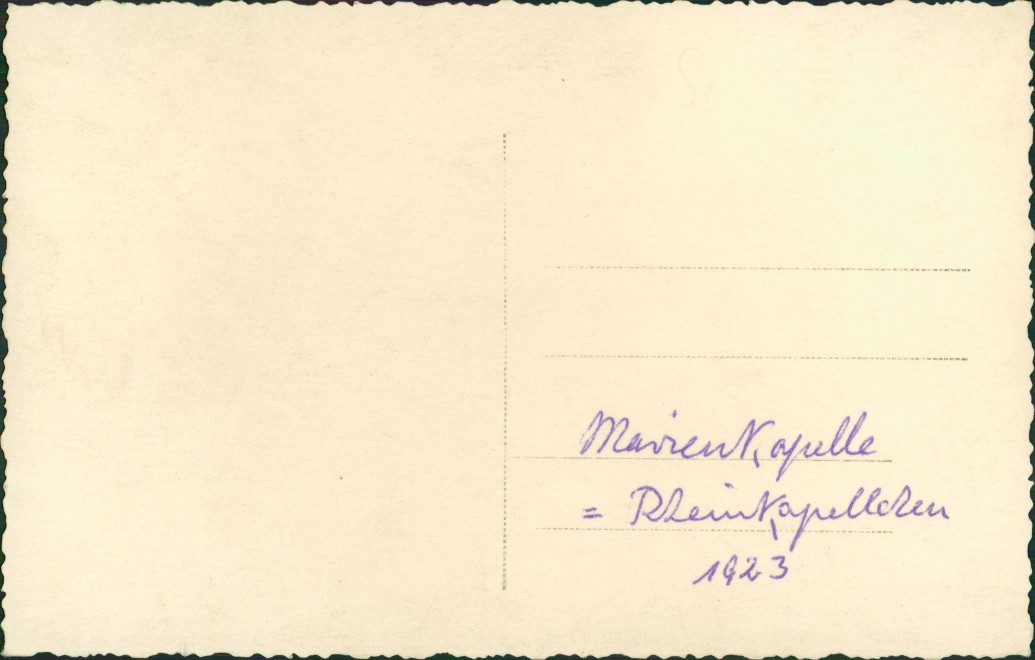 Marienkapelle
= Rheinkapellchen
1923